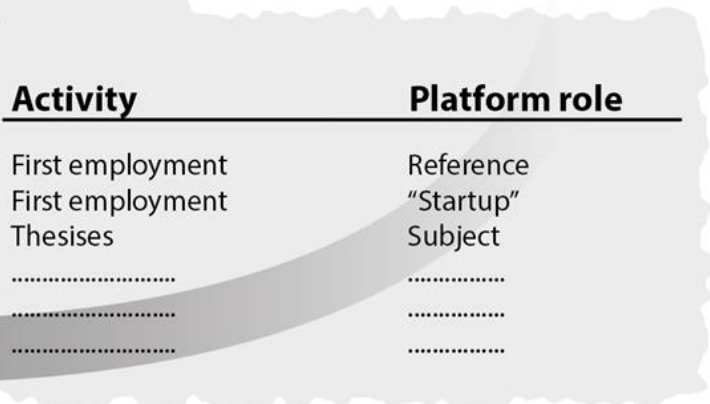 Activity Platform role
First employment Reference
First employment “Startup”
Thesises Subject
........................... ................
........................... ................
........................... ................